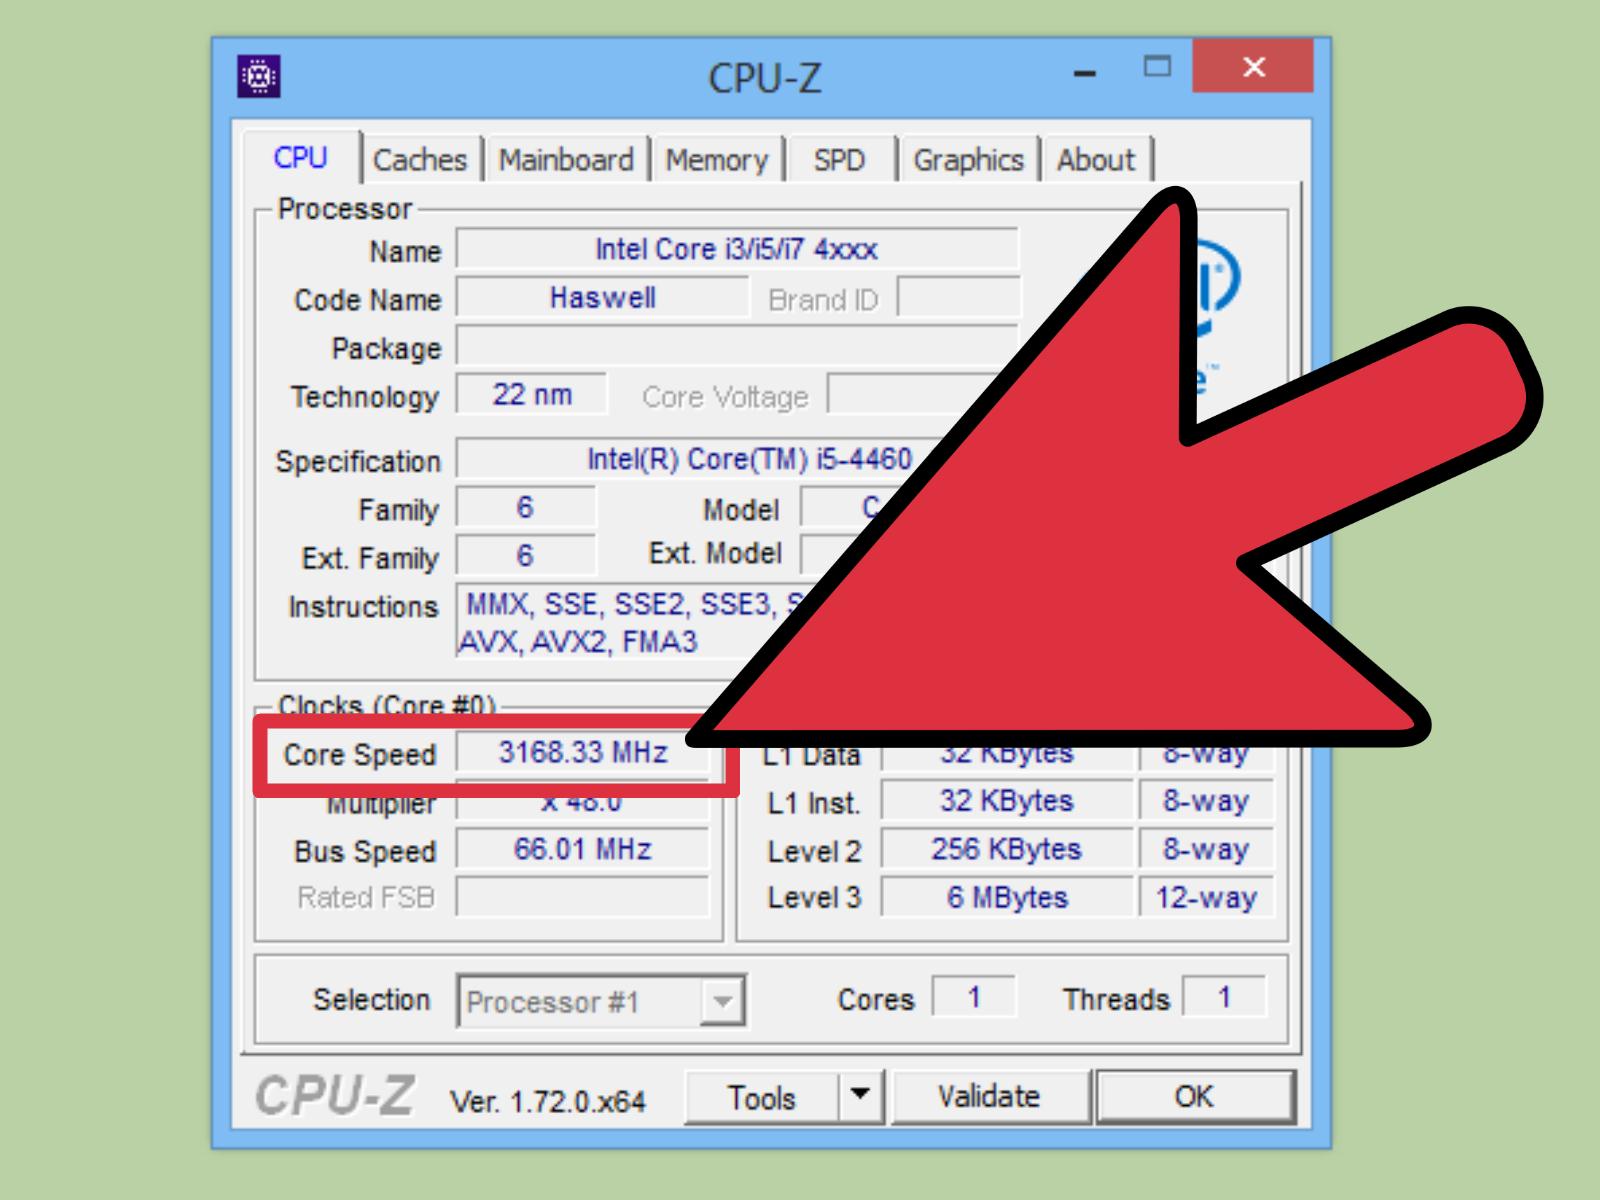 CPU-Z
CPU Caches Mainboard Memory SPD Graphics About
Processor
Name Intel Core i3/i5/i7 4xxx
Code Name Haswell Brand ID
Package
Technology 22 nm Core Voltage
Specification Intel(R) Core(TM) i5-4460
Family 6 Model C
Ext. Family 6 Ext. Model
Instructions MMX, SSE, SSE2, SSE3,
AVX, AVX2, FMA3
Clocks (Core #0)
Core Speed 3168.33 MHz L1 Data 32 KBytes 8-way
Multiplier x 48.0 L1 Inst. 32 KBytes 8-way
Bus Speed 66.01 MHz Level 2 256 KBytes 8-way
Rated FSB Level 3 6 MBytes 12-way
Selection Processor #1 Cores 1 Threads 1
CPU-Z Ver. 1.72.0.x64 Tools Validate OK